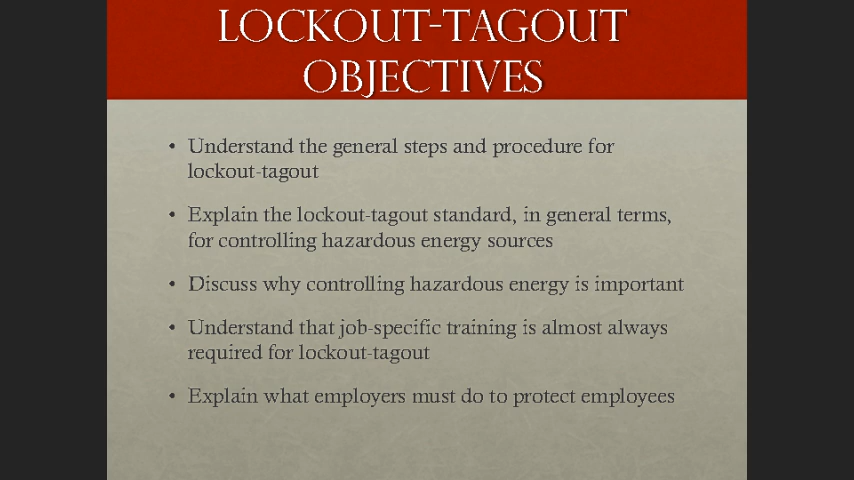 LOCKOUT-TAGOUT
OBJECTIVES
• Understand the general steps and procedure for
lockout-tagout
• Explain the lockout-tagout standard, in general terms,
for controlling hazardous energy sources
• Discuss why controlling hazardous energy is important
• Understand that job-specific training is almost always
required for lockout-tagout
• Explain what employers must do to protect employees